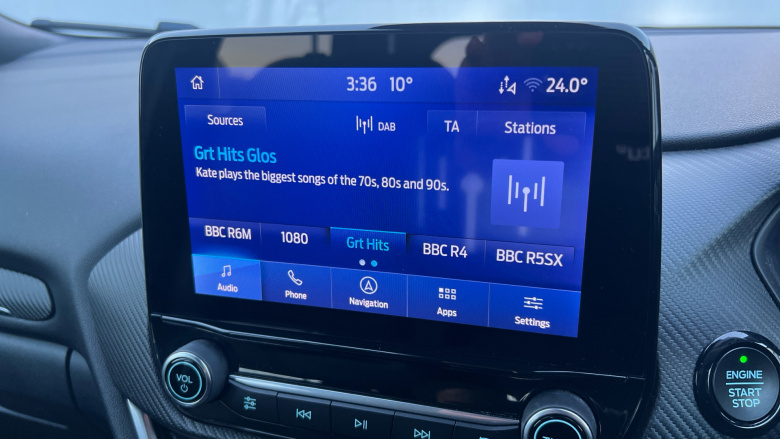 3:36 10° 24.0°
Sources DAB TA Stations
Grt Hits Glos
Kate plays the biggest songs of the 70s, 80s and 90s.
BBC R6M 1080 Grt Hits BBC R4 BBC R5SX
Audio Phone Navigation Apps Settings
VOL
ENGINE
START
STOP